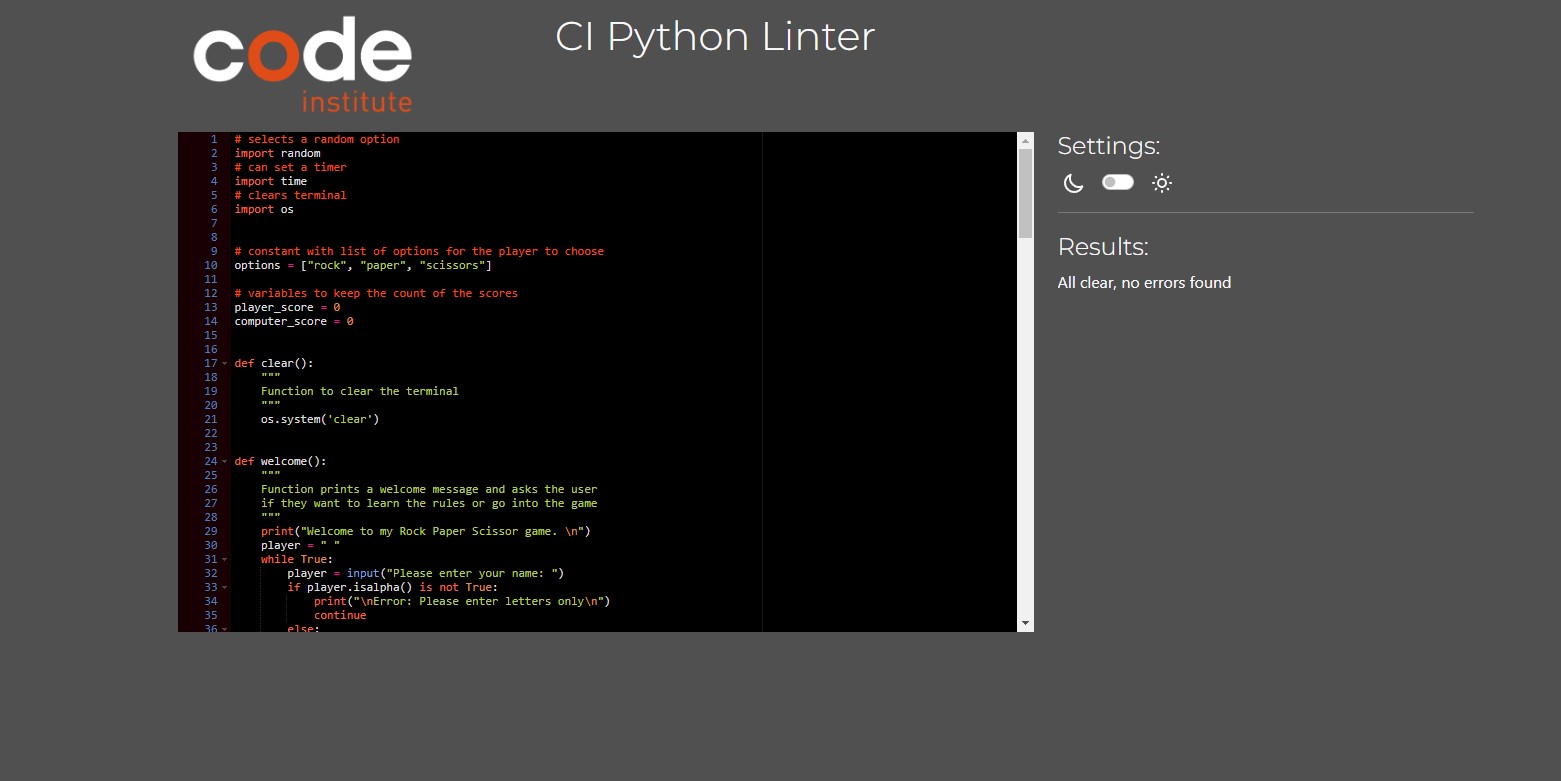 code
institute
CI Python Linter
1 # selects a random option
2 import random
3 # can set a timer
4 import time
5 # clears terminal
6 import os
7
8
9 # constant with list of options for the player to choose
10 options = ["rock", "paper", "scissors"]
11
12 # variables to keep the count of the scores
13 player_score = 0
14 computer_score = 0
15
16
17 def clear():
18     """
19     Function to clear the terminal
20     """
21     os.system('clear')
22
23
24 def welcome():
25     """
26     Function prints a welcome message and asks the user
27     if they want to learn the rules or go into the game
28     """
29     print("Welcome to my Rock Paper Scissor game. \n")
30     player = " "
31     while True:
32         player = input("Please enter your name: ")
33         if player.isalpha() is not True:
34             print("\nError: Please enter letters only\n")
35             continue
36         else:
Settings:
Results:
All clear, no errors found